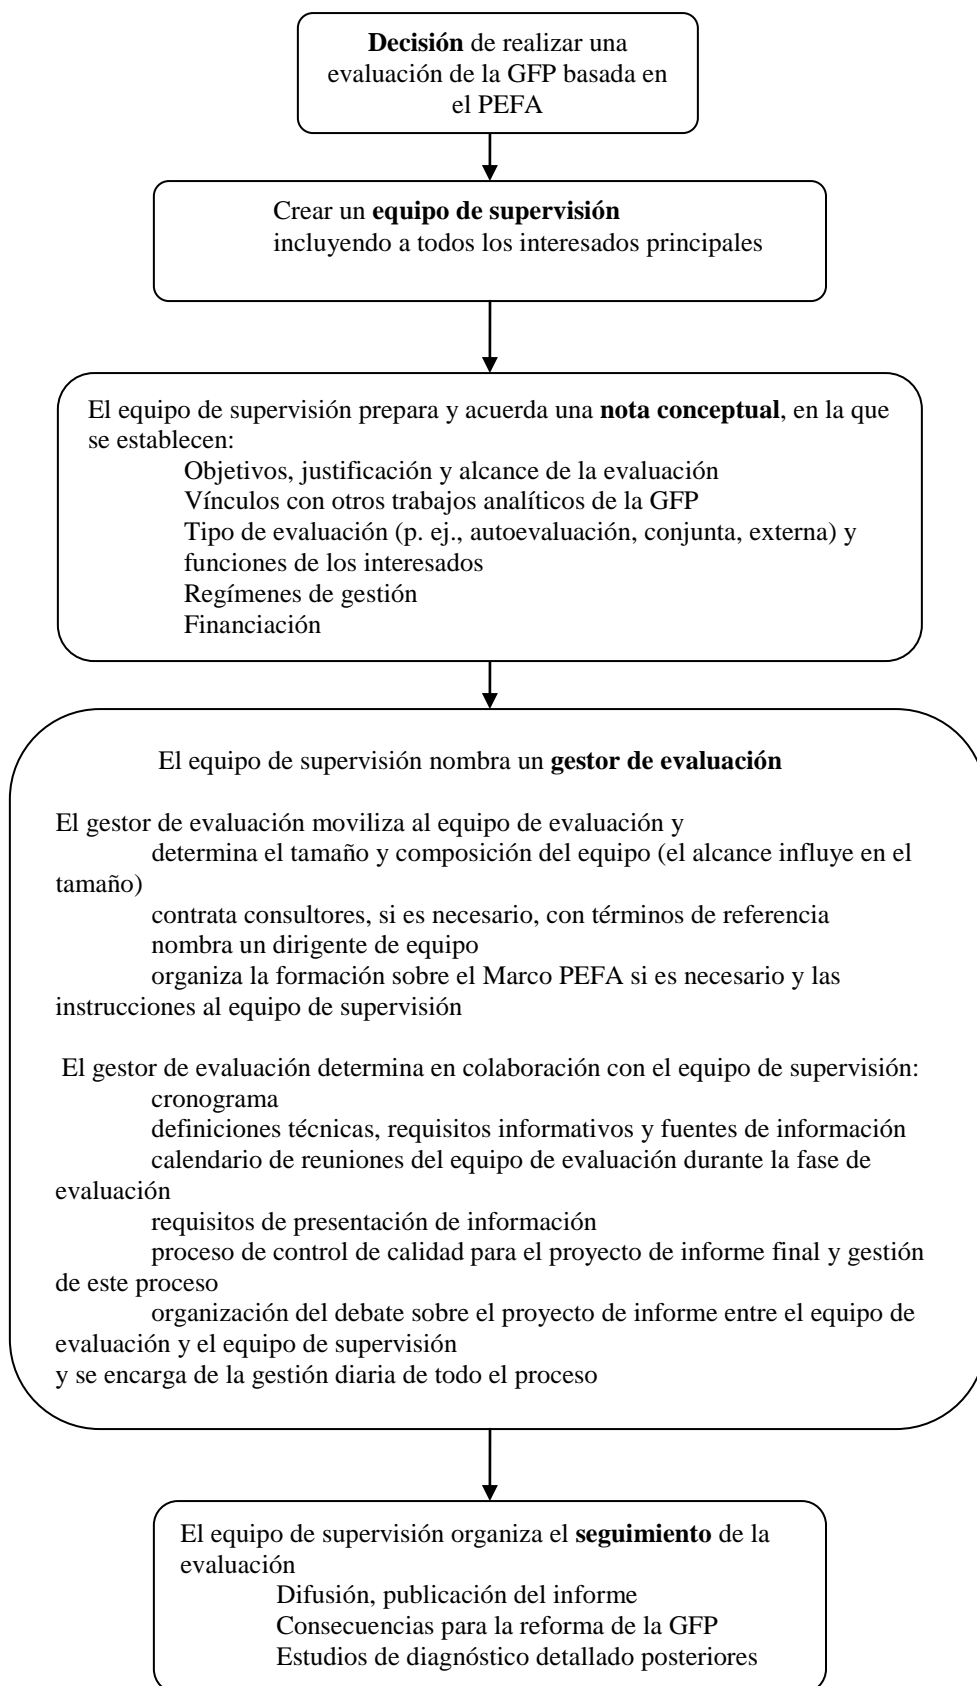 Decisión de realizar una
evaluación de la GFP basada en
el PEFA
Crear un equipo de supervisión
incluyendo a todos los interesados principales
El equipo de supervisión prepara y acuerda una nota conceptual, en la que
se establecen:
Objetivos, justificación y alcance de la evaluación
Vínculos con otros trabajos analíticos de la GFP
Tipo de evaluación (p. ej., autoevaluación, conjunta, externa) y
funciones de los interesados
Regímenes de gestión
Financiación
El equipo de supervisión nombra un gestor de evaluación
El gestor de evaluación moviliza al equipo de evaluación y
determina el tamaño y composición del equipo (el alcance influye en el
tamaño)
contrata consultores, si es necesario, con términos de referencia
nombra un dirigente de equipo
organiza la formación sobre el Marco PEFA si es necesario y las
instrucciones al equipo de supervisión
El gestor de evaluación determina en colaboración con el equipo de supervisión:
cronograma
definiciones técnicas, requisitos informativos y fuentes de información
calendario de reuniones del equipo de evaluación durante la fase de
evaluación
requisitos de presentación de información
proceso de control de calidad para el proyecto de informe final y gestión
de este proceso
organización del debate sobre el proyecto de informe entre el equipo de
evaluación y el equipo de supervisión
y se encarga de la gestión diaria de todo el proceso
El equipo de supervisión organiza el seguimiento de la
evaluación
Difusión, publicación del informe
Consecuencias para la reforma de la GFP
Estudios de diagnóstico detallado posteriores